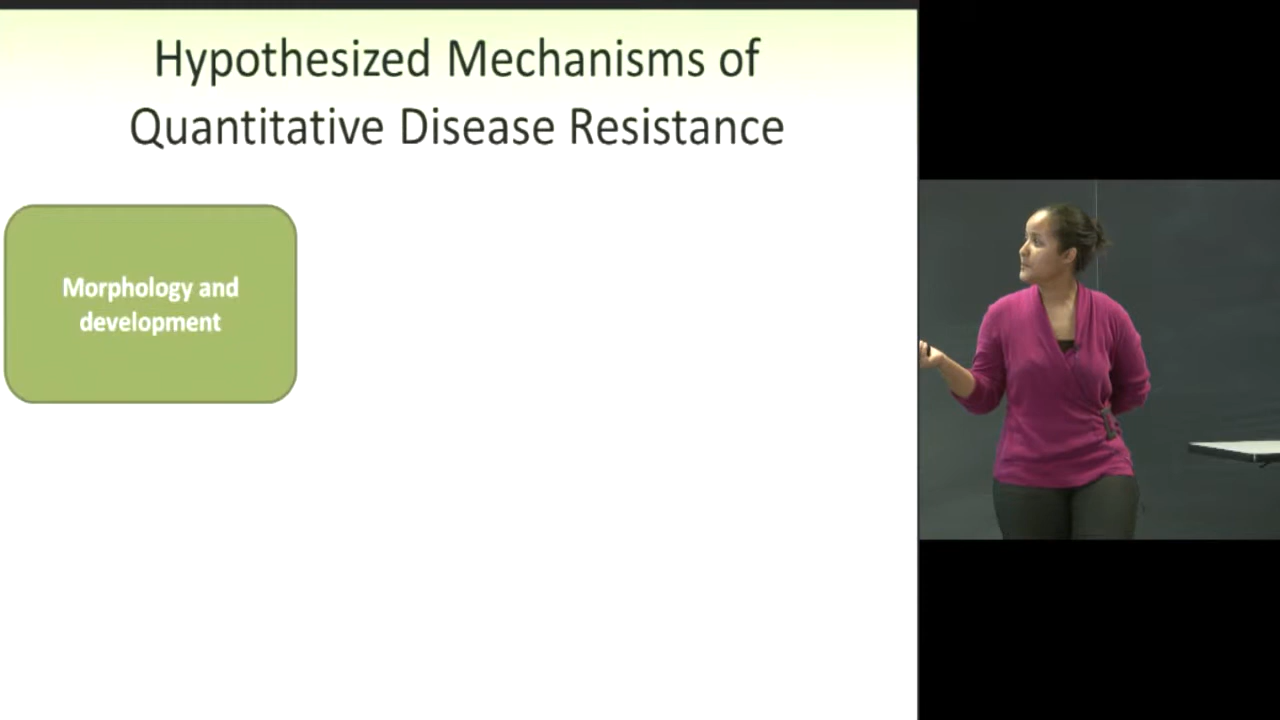 Hypothesized Mechanisms of
Quantitative Disease Resistance
Morphology and
development